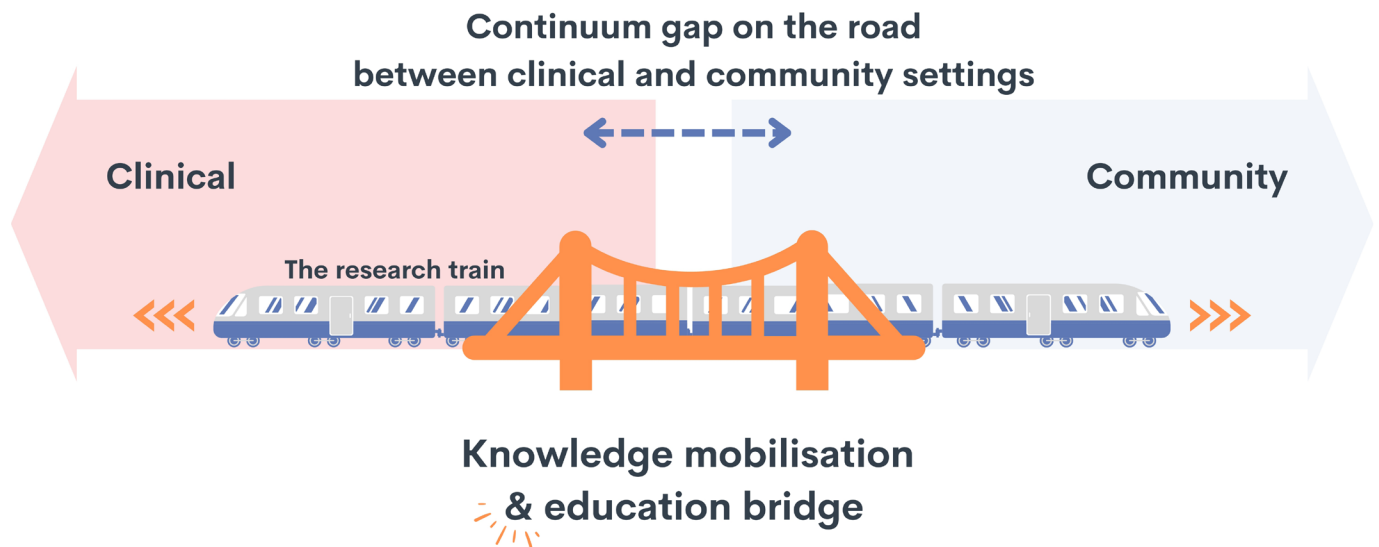 Continuum gap on the road
between clinical and community settings
Clinical
Community
The research train
Knowledge mobilisation
& education bridge